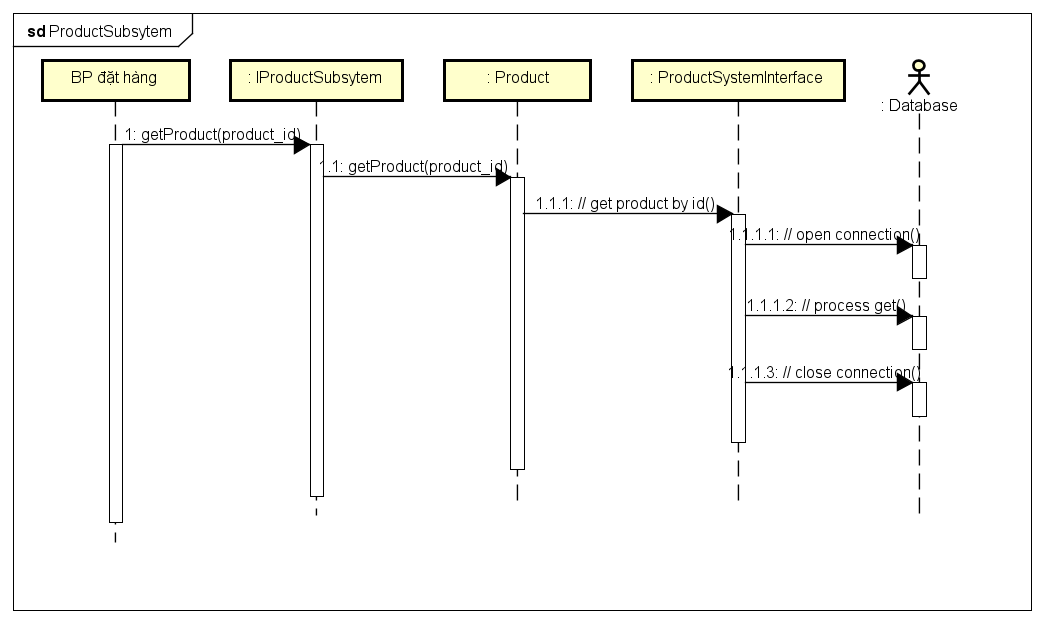 sd ProductSubsytem
BP đặt hàng
: IProductSubsytem
: Product
: ProductSystemInterface
: Database
1: getProduct(product_id)
1.1: getProduct(product_id)
1.1.1: // get product by id()
1.1.1.1: // open connection()
1.1.1.2: // process get()
1.1.1.3: // close connection()